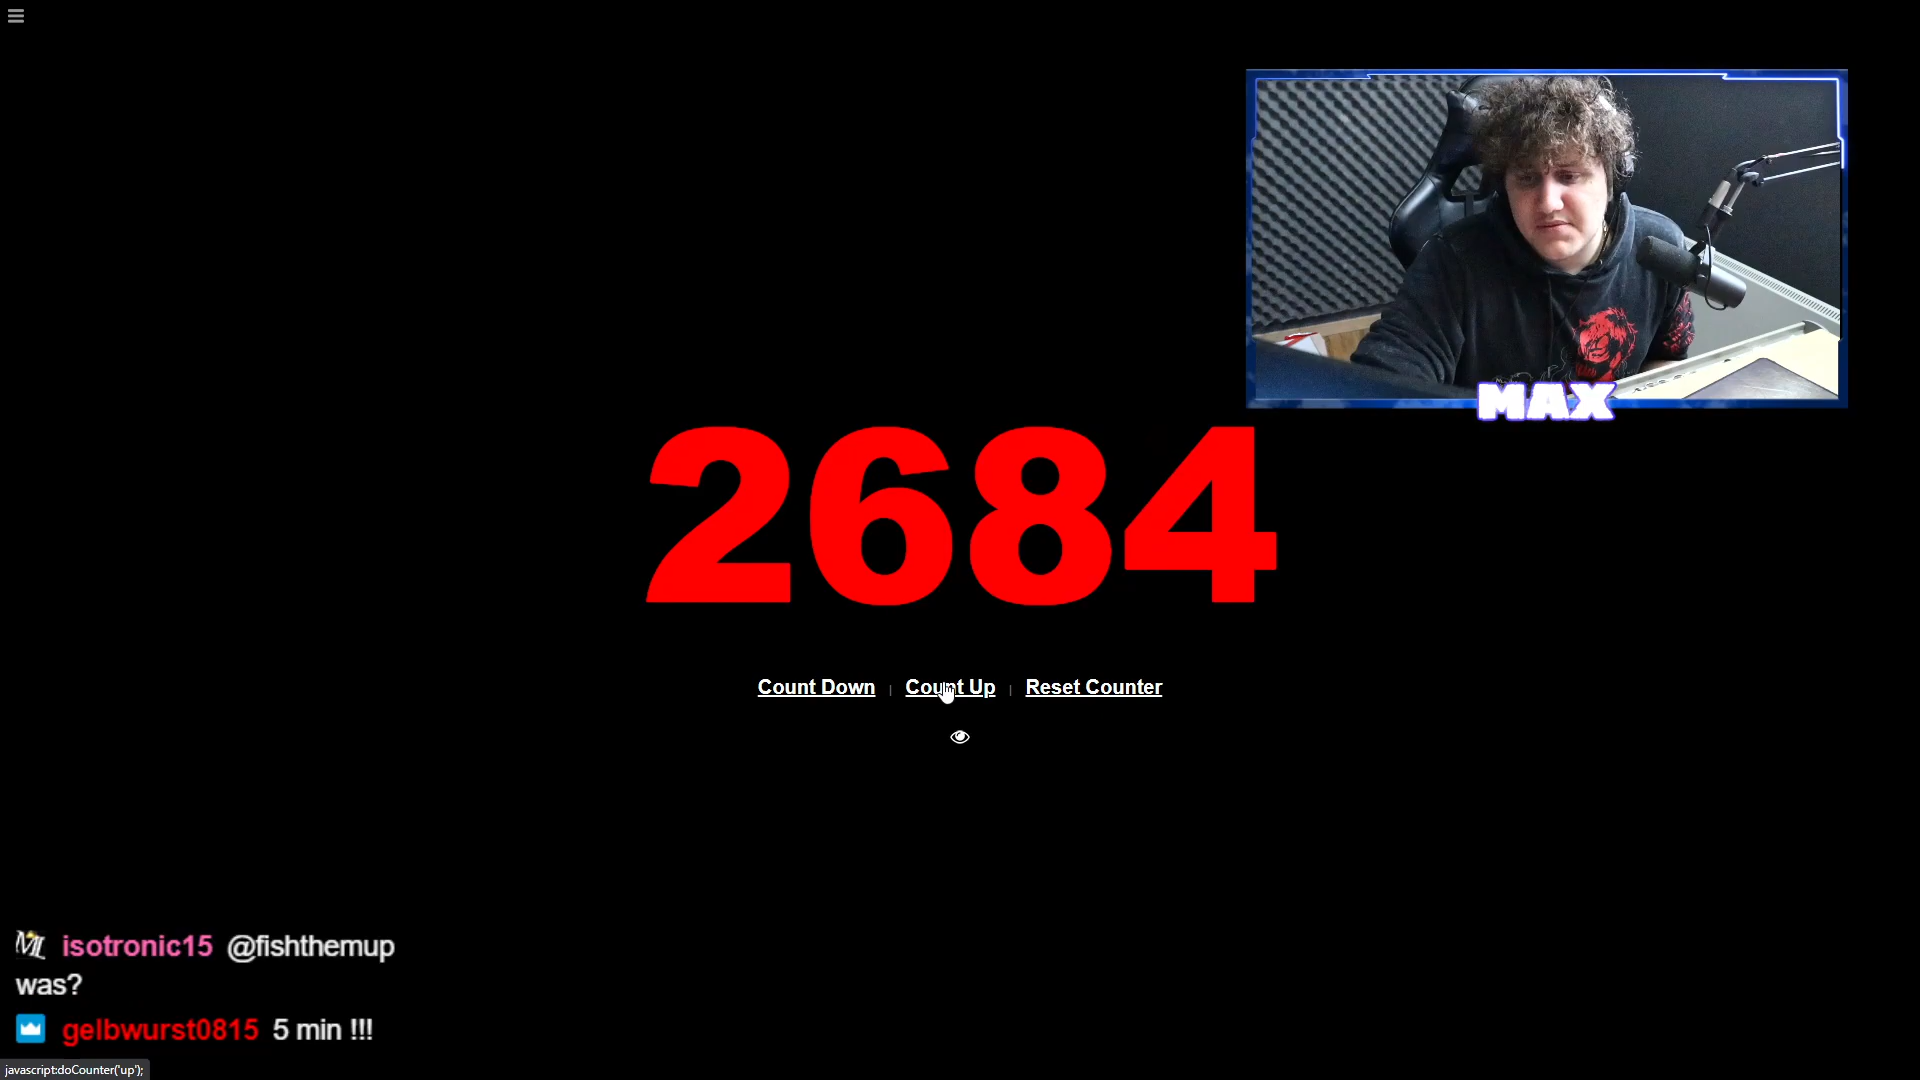 MAX
2684
Count Down | Count Up | Reset Counter
isotronic15 @fishthemup
was?
gelbwurst0815 5 min !!!
javascript:doCounter('up');